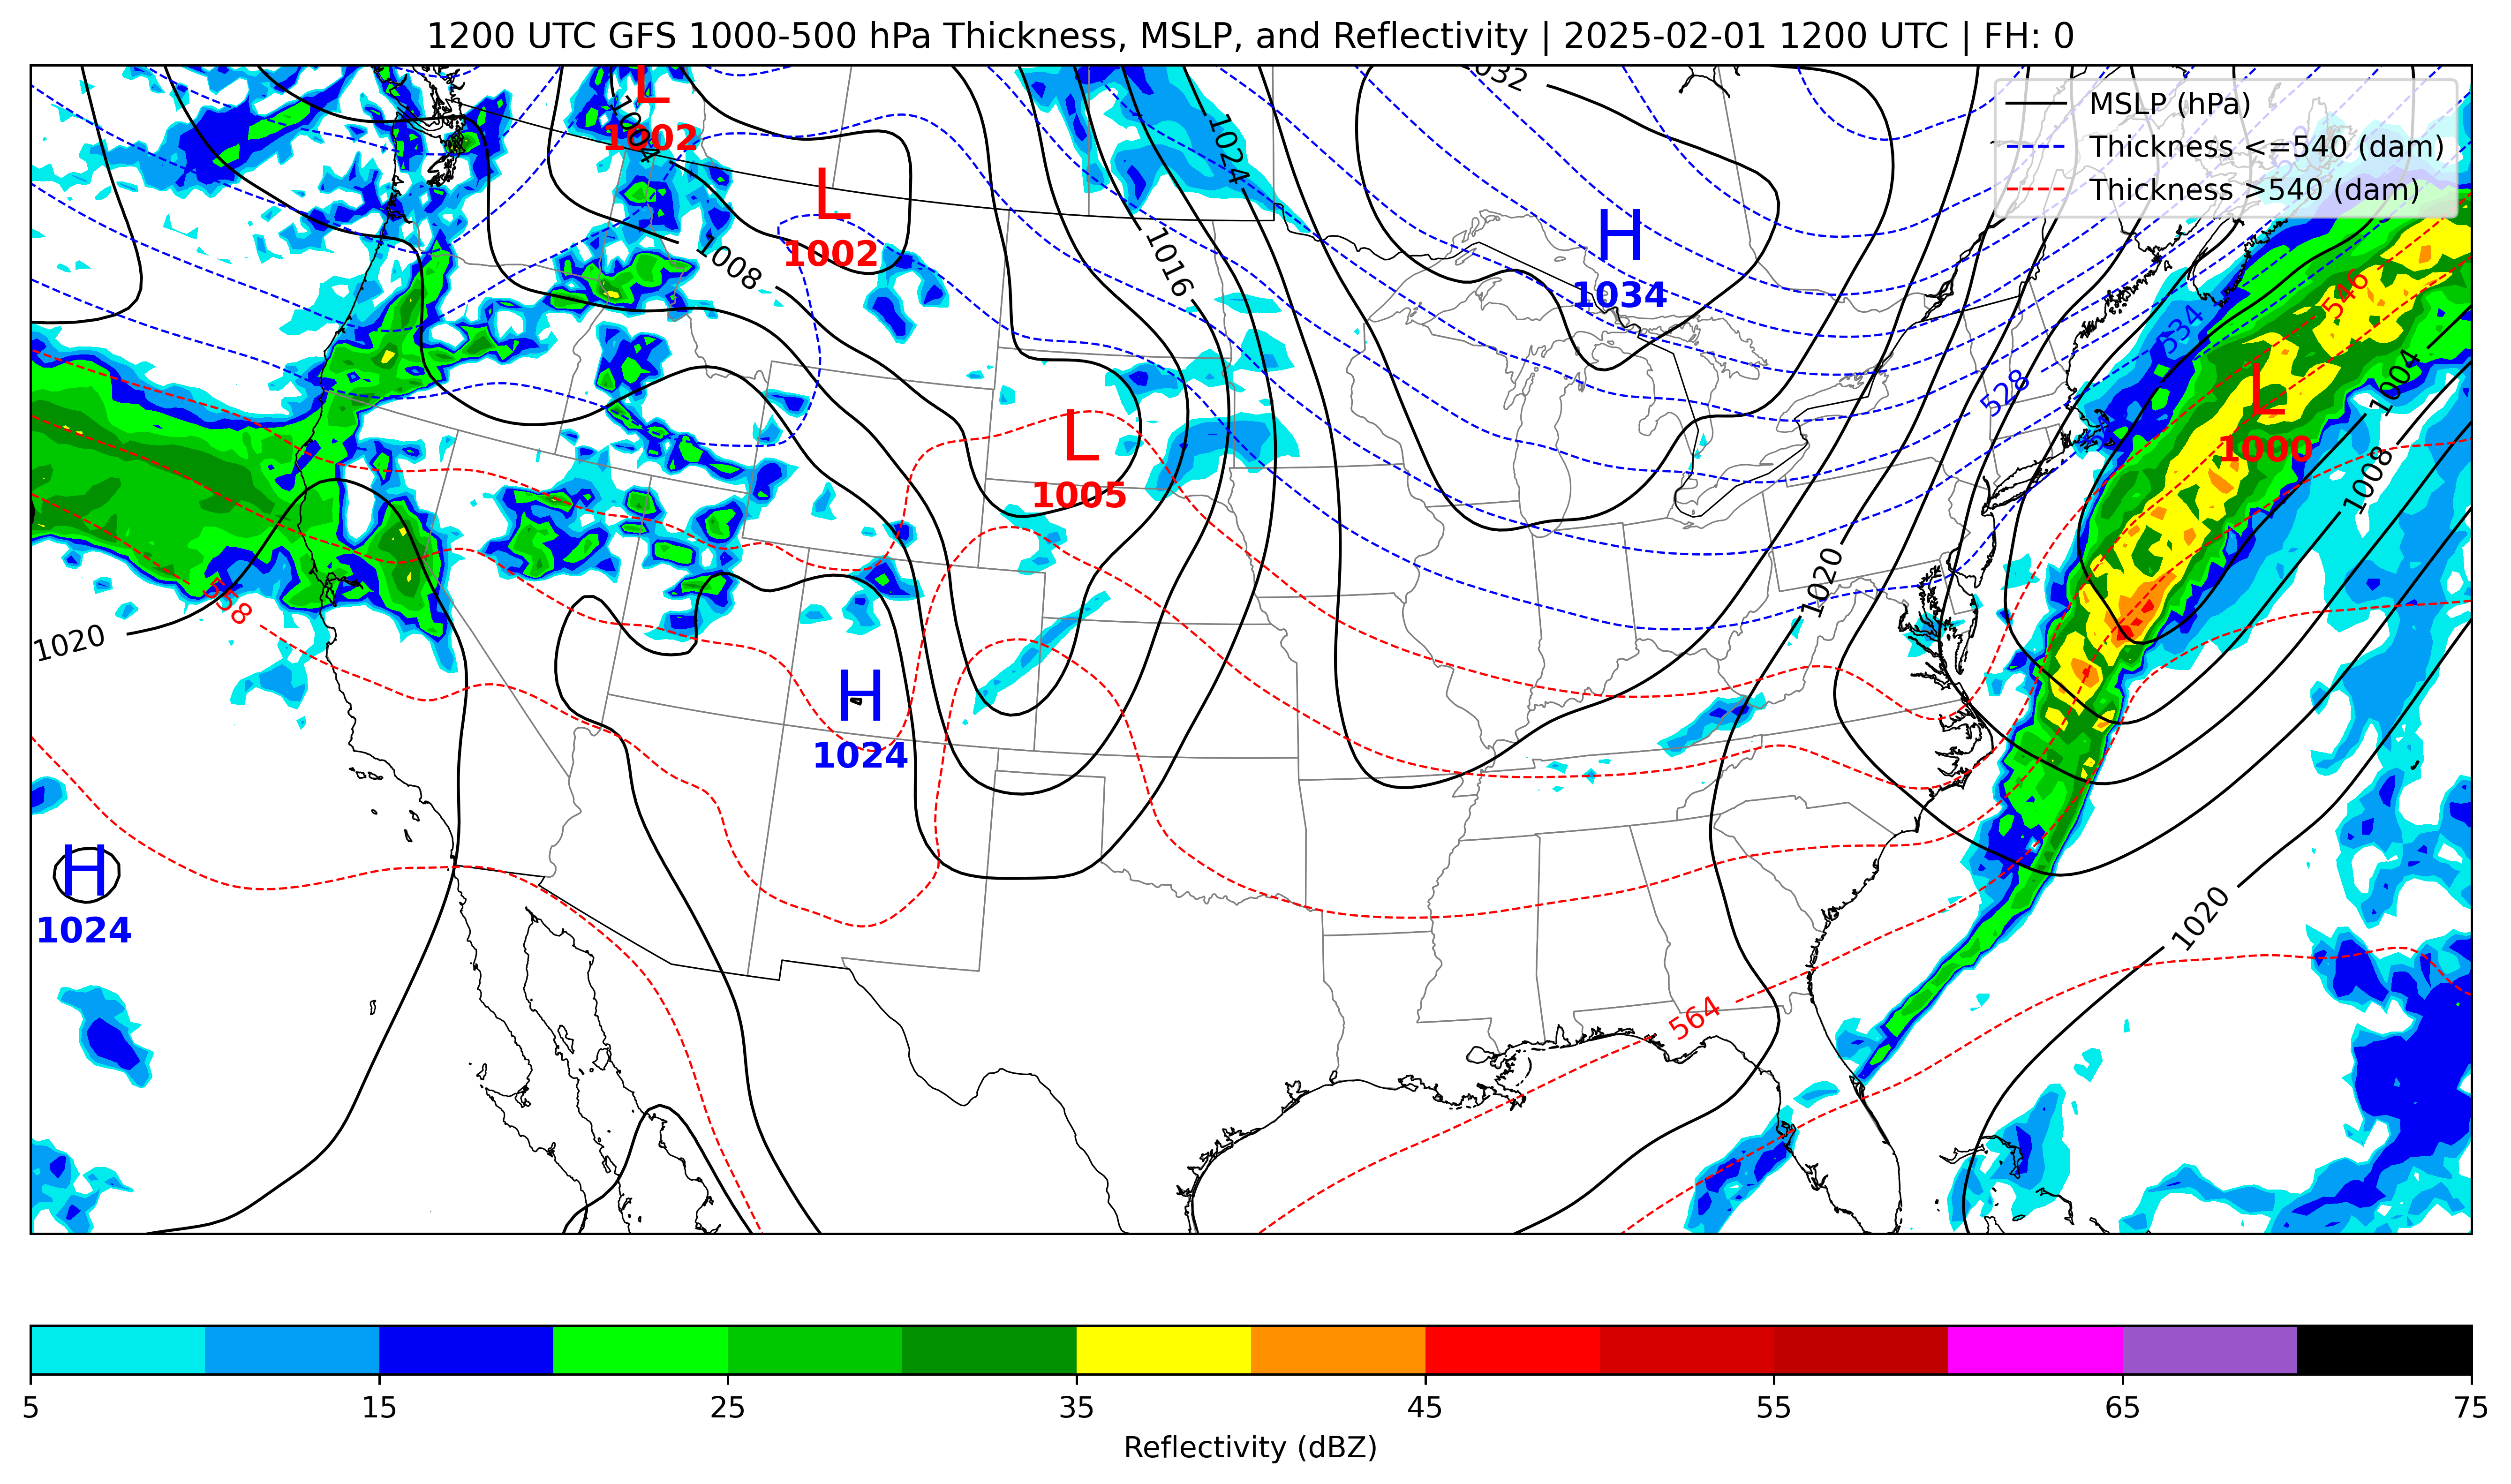 1200 UTC GFS 1000-500 hPa Thickness, MSLP, and Reflectivity | 2025-02-01 1200 UTC | FH: 0
MSLP (hPa)
Thickness <=540 (dam)
Thickness >540 (dam)
L
1002
1004
L
1002
1008
1016
1024
1032
H
1034
L
1005
534
528
546
L
1000
1004
1008
1020
1020
558
1020
H
1024
H
1024
1020
564
5 15 25 35 45 55 65 75
Reflectivity (dBZ)